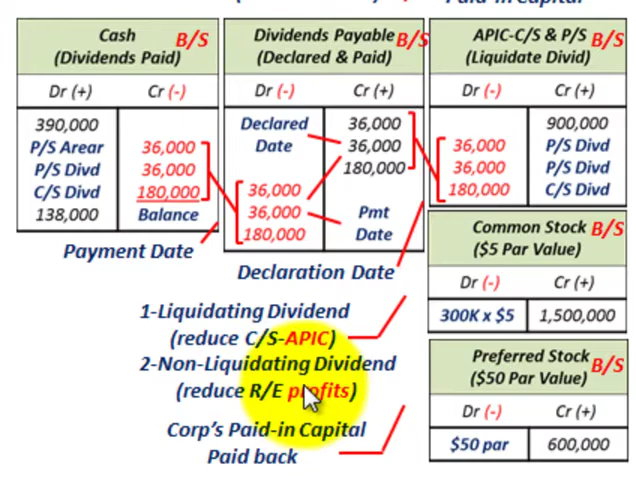 Paid-in Capital
Cash B/S
(Dividends Paid)
Dr (+) Cr (-)
390,000
P/S Arear 36,000
P/S Divd 36,000
C/S Divd 180,000
138,000 Balance
Dividends Payable B/S
(Declared & Paid)
Dr (-) Cr (+)
Declared 36,000
Date 36,000
180,000
36,000
36,000 Pmt
180,000 Date
APIC-C/S & P/S B/S
(Liquidate Divid)
Dr (-) Cr (+)
900,000
36,000 P/S Divd
36,000 P/S Divd
180,000 C/S Divd
Payment Date
Declaration Date
Common Stock B/S
($5 Par Value)
Dr (-) Cr (+)
300K x $5 1,500,000
1-Liquidating Dividend
(reduce C/S-APIC)
2-Non-Liquidating Dividend
(reduce R/E profits)
Corp's Paid-in Capital
Paid back
Preferred Stock B/S
($50 Par Value)
Dr (-) Cr (+)
$50 par 600,000